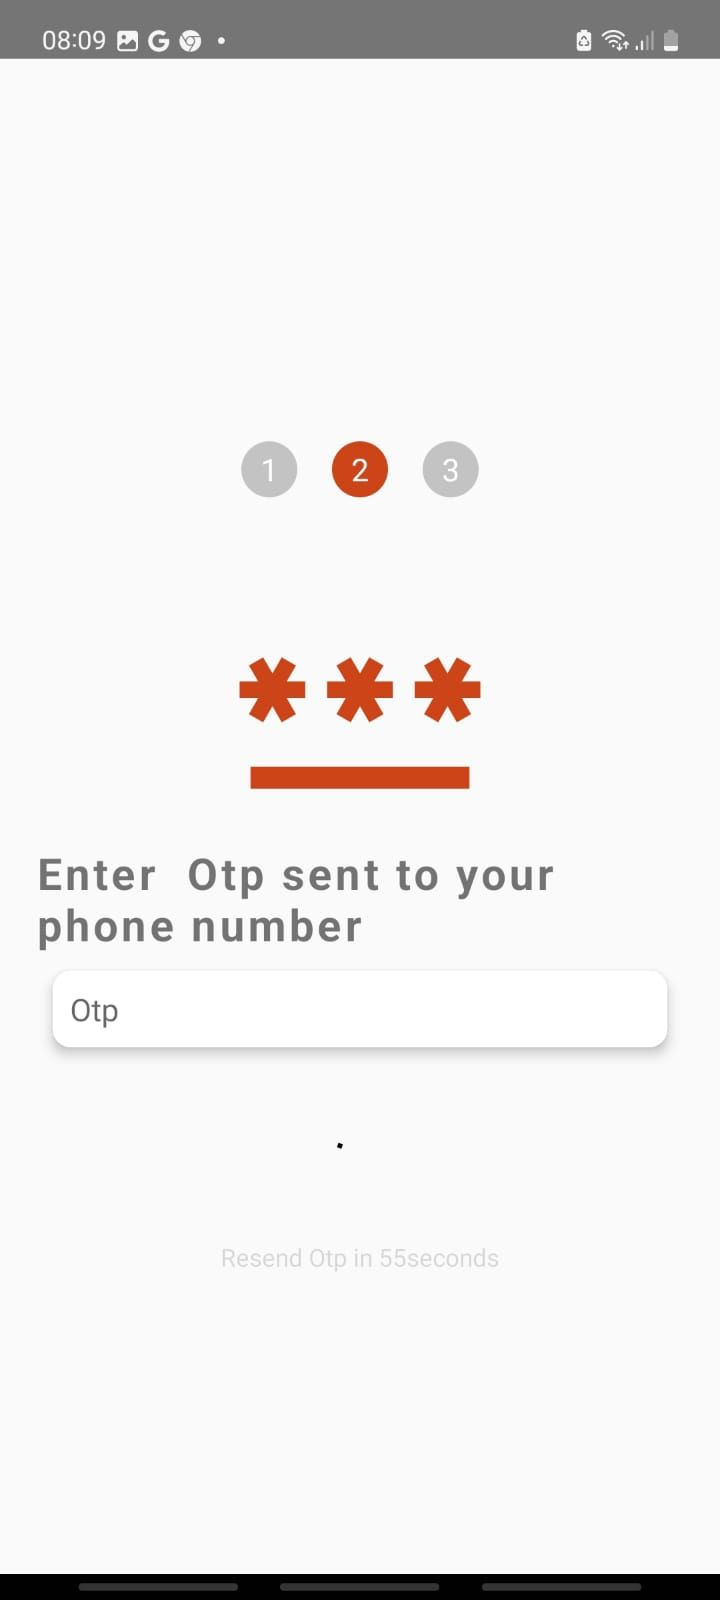 08:09
1 2 3
***
Enter  Otp sent to your
phone number
Otp
Resend Otp in 55seconds